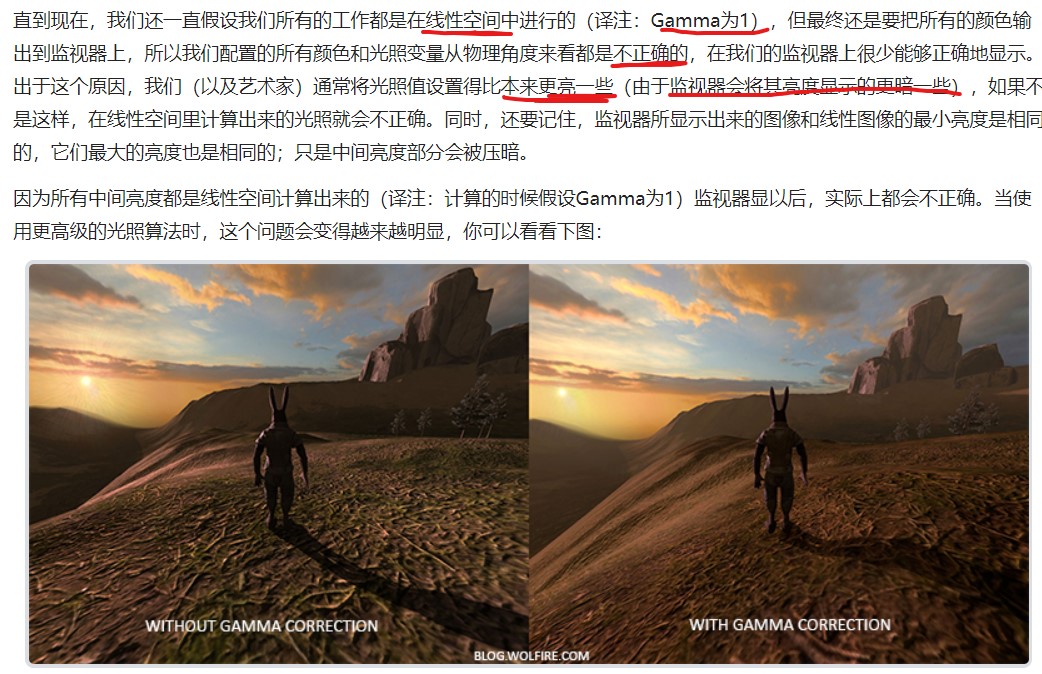 直到现在，我们还一直假设我们所有的工作都是在线性空间中进行的（译注：Gamma为1），但最终还是要把所有的颜色输
出到监视器上，所以我们配置的所有颜色和光照变量从物理角度来看都是不正确的，在我们的监视器上很少能够正确地显示。
出于这个原因，我们（以及艺术家）通常将光照值设置得比本来更亮一些（由于监视器会将其亮度显示的更暗一些），如果不
是这样，在线性空间里计算出来的光照就会不正确。同时，还要记住，监视器所显示出来的图像和线性图像的最小亮度是相同
的，它们最大的亮度也是相同的；只是中间亮度部分会被压暗。
因为所有中间亮度都是线性空间计算出来的（译注：计算的时候假设Gamma为1）监视器显以后，实际上都会不正确。当使
用更高级的光照算法时，这个问题会变得越来越明显，你可以看看下图：
WITHOUT GAMMA CORRECTION
WITH GAMMA CORRECTION
BLOG.WOLFIRE.COM